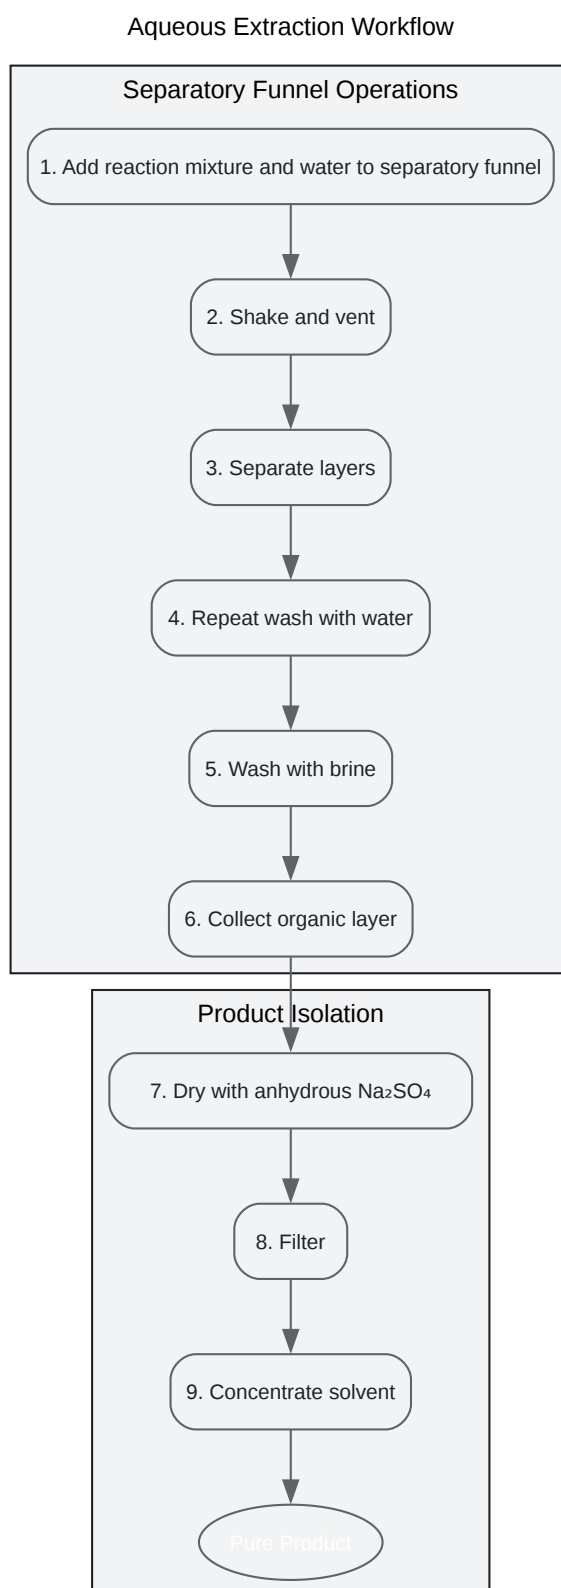 Aqueous Extraction Workflow
Separatory Funnel Operations
1. Add reaction mixture and water to separatory funnel
2. Shake and vent
3. Separate layers
4. Repeat wash with water
5. Wash with brine
6. Collect organic layer
Product Isolation
7. Dry with anhydrous Na₂SO₄
8. Filter
9. Concentrate solvent
Pure Product